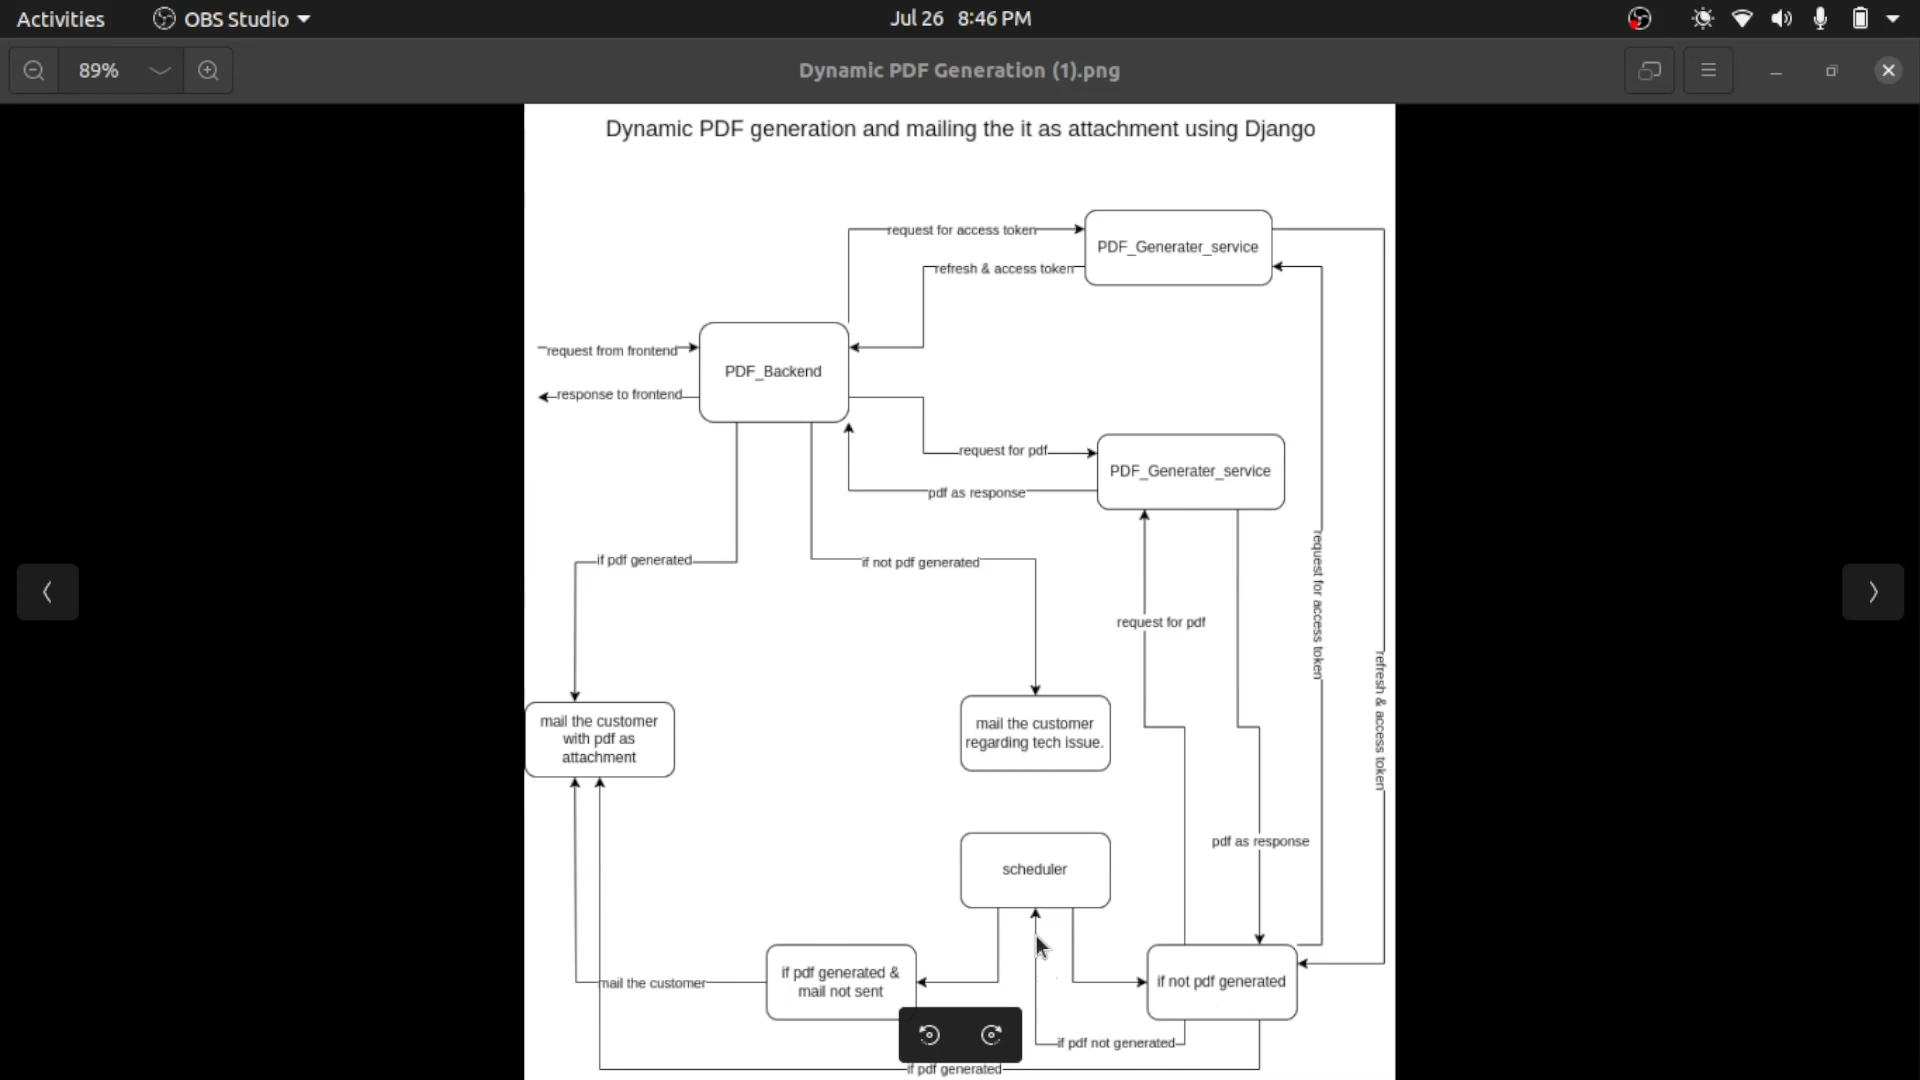 Activities
OBS Studio
Jul 26 8:46 PM
89%
Dynamic PDF Generation (1).png
Dynamic PDF generation and mailing the it as attachment using Django
request for access token
PDF_Generater_service
refresh & access token
request from frontend
PDF_Backend
response to frontend
request for pdf
PDF_Generater_service
pdf as response
if pdf generated
if not pdf generated
request for access token
request for pdf
refresh & access token
mail the customer
with pdf as
attachment
mail the customer
regarding tech issue.
pdf as response
scheduler
if pdf generated &
mail not sent
if not pdf generated
mail the customer
if pdf not generated
if pdf generated